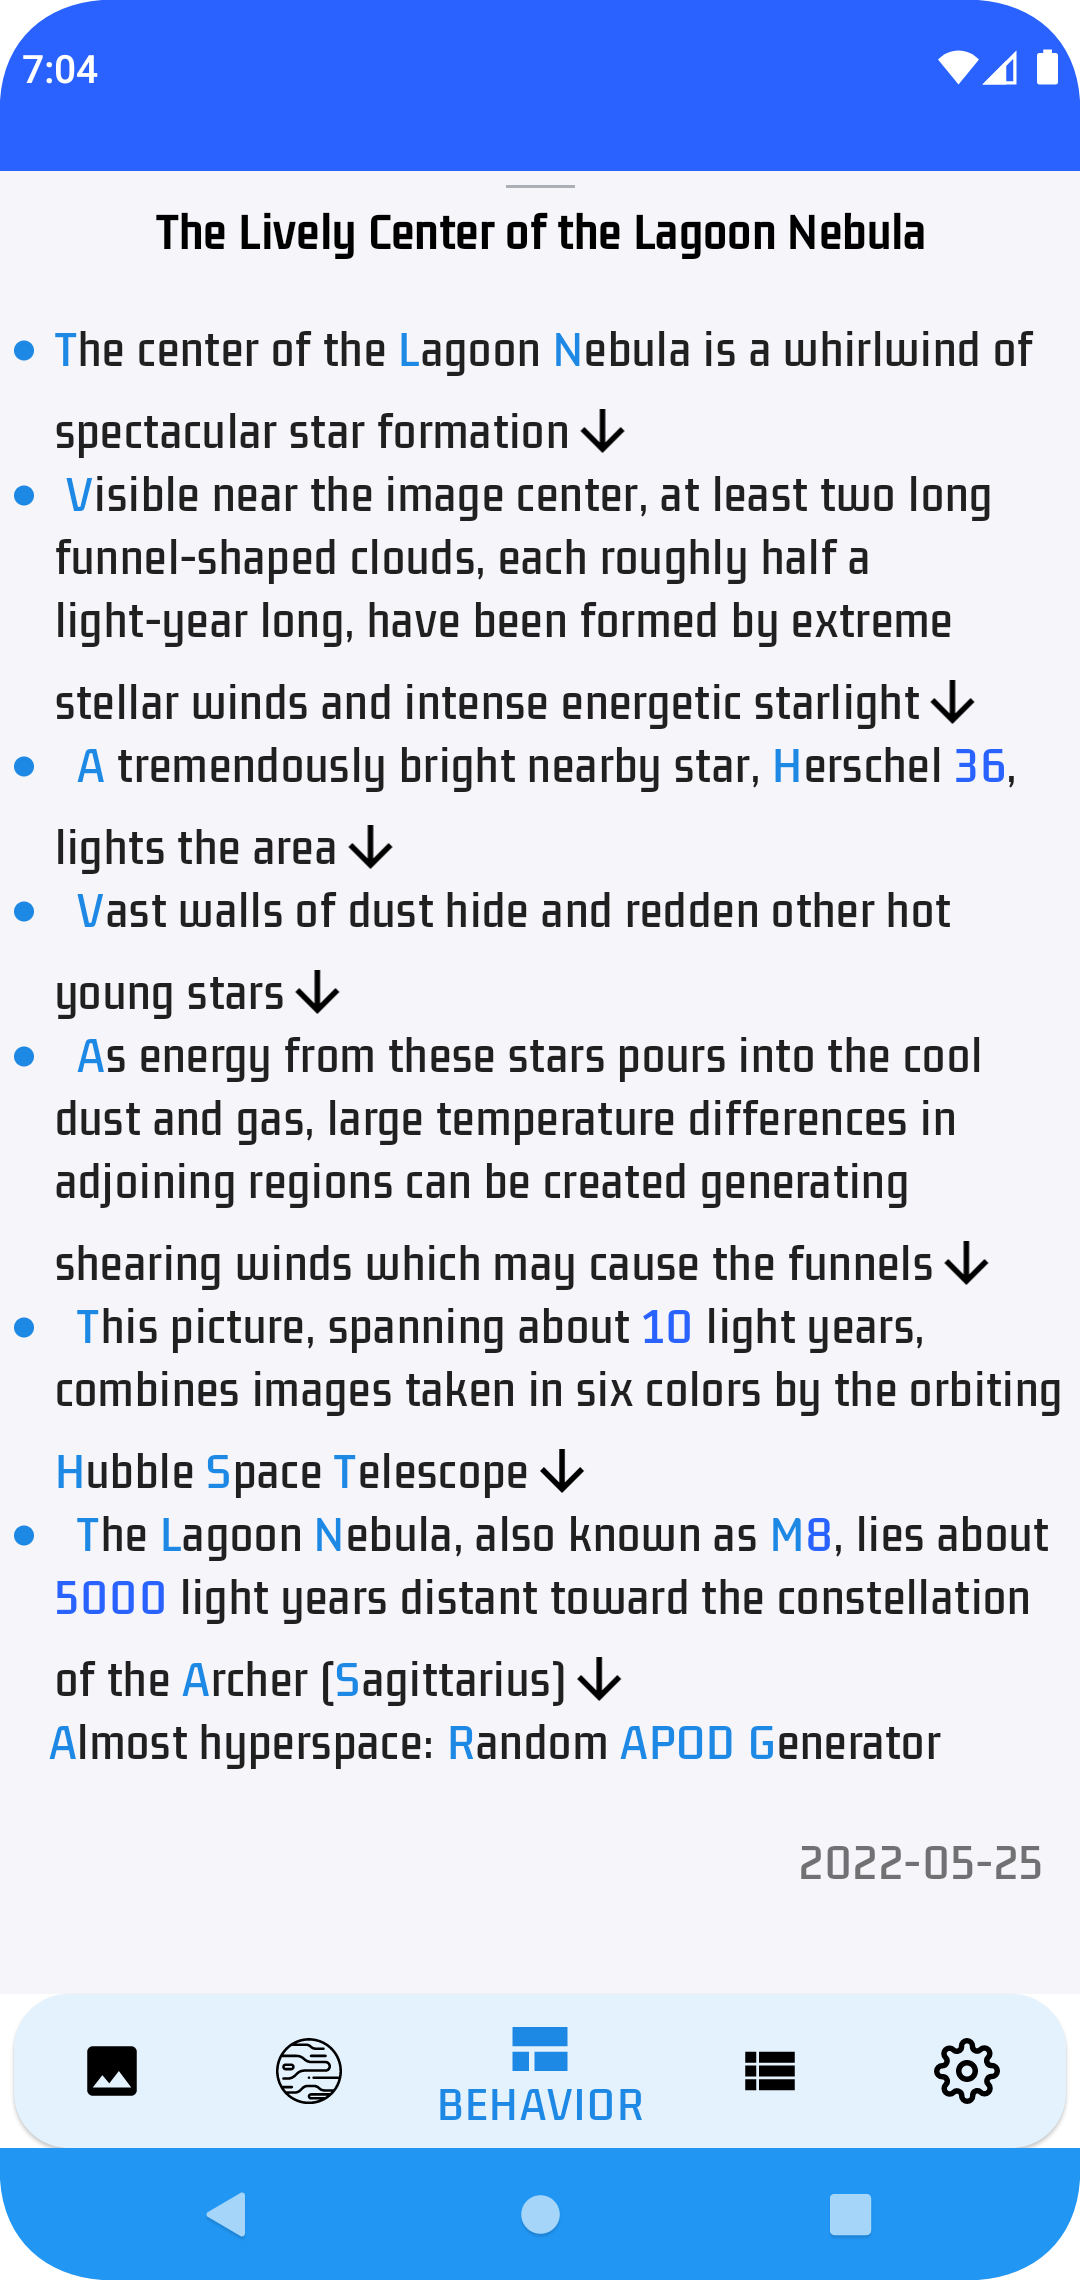 7:04
The Lively Center of the Lagoon Nebula
The center of the Lagoon Nebula is a whirlwind of
spectacular star formation
Visible near the image center, at least two long
funnel-shaped clouds, each roughly half a
light-year long, have been formed by extreme
stellar winds and intense energetic starlight
A tremendously bright nearby star, Herschel 36,
lights the area
Vast walls of dust hide and redden other hot
young stars
As energy from these stars pours into the cool
dust and gas, large temperature differences in
adjoining regions can be created generating
shearing winds which may cause the funnels
This picture, spanning about 10 light years,
combines images taken in six colors by the orbiting
Hubble Space Telescope
The Lagoon Nebula, also known as M8, lies about
5000 light years distant toward the constellation
of the Archer (Sagittarius)
Almost hyperspace: Random APOD Generator
2022-05-25
BEHAVIOR